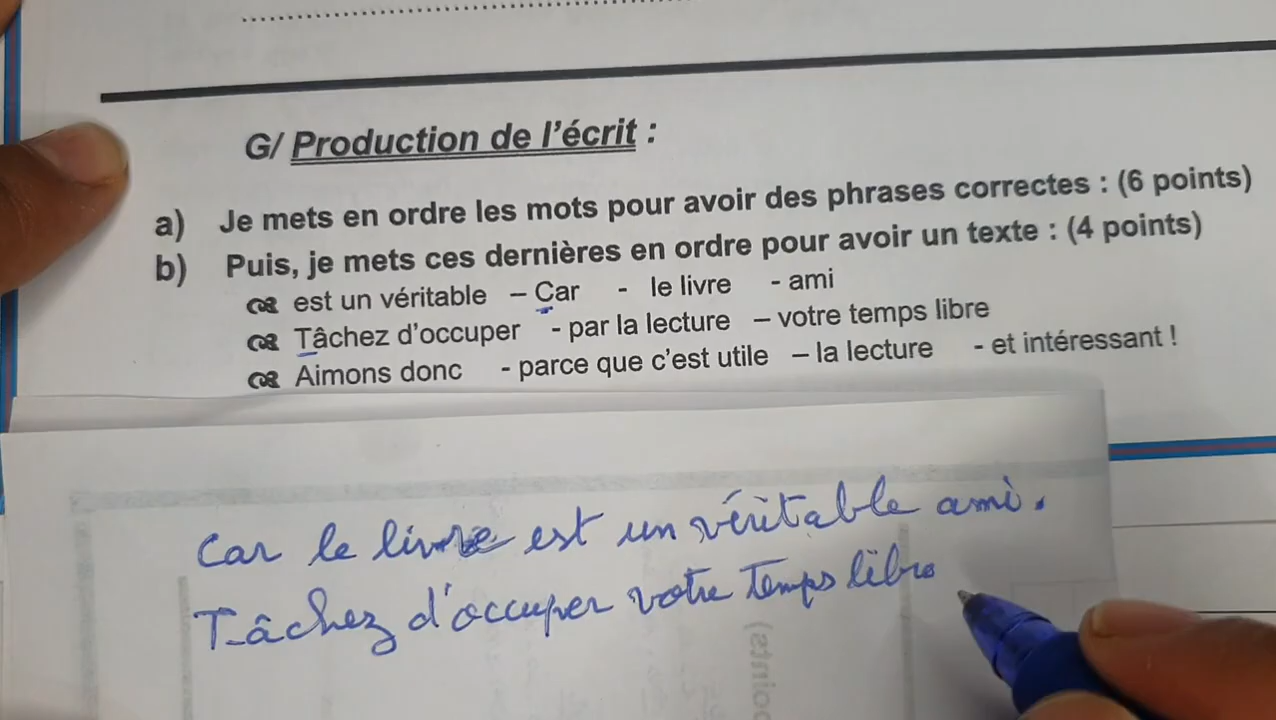 G/ Production de l'écrit :
a) Je mets en ordre les mots pour avoir des phrases correctes : (6 points)
b) Puis, je mets ces dernières en ordre pour avoir un texte : (4 points)
est un véritable – Car - le livre - ami
Tâchez d'occuper - par la lecture – votre temps libre
Aimons donc - parce que c'est utile – la lecture - et intéressant !
Car le livre est un véritable ami.
Tâchez d'occuper votre temps libre